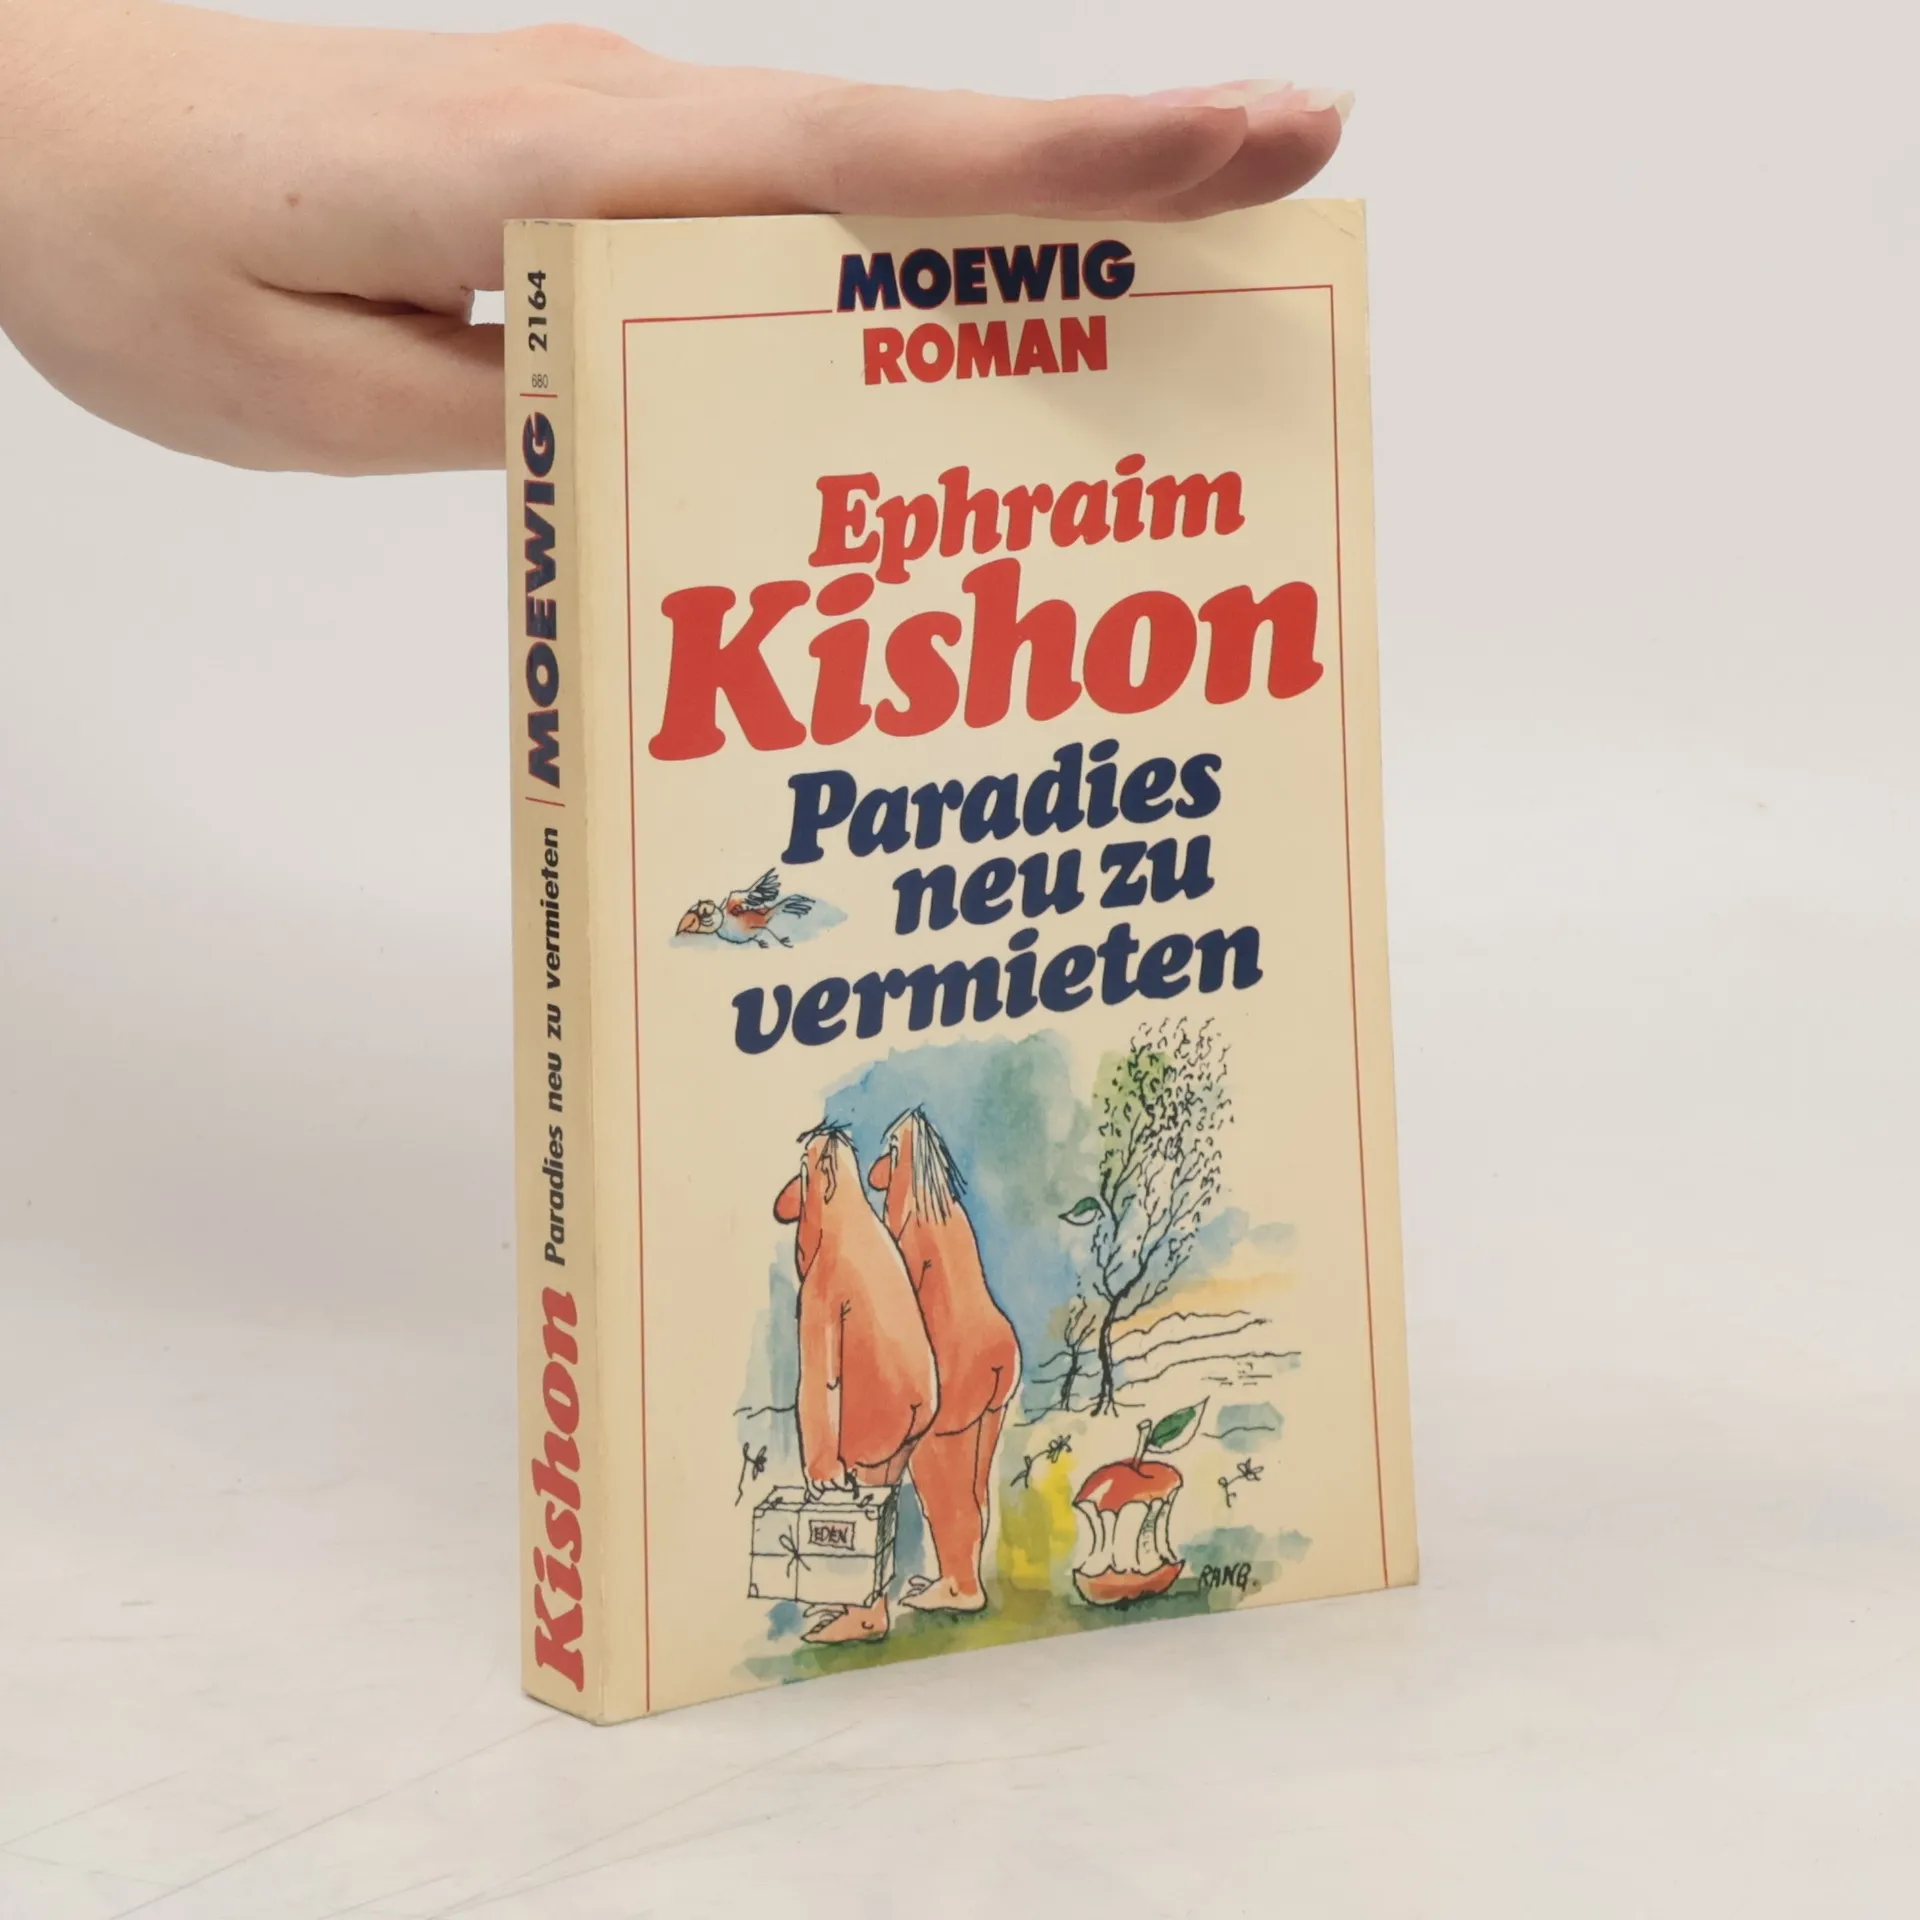 MOEWIG
ROMAN
Ephraim
Kishon
Paradies
neu zu
vermieten
EDEN
RANG.
Kishon Paradies neu zu vermieten MOEWIG 680 2164